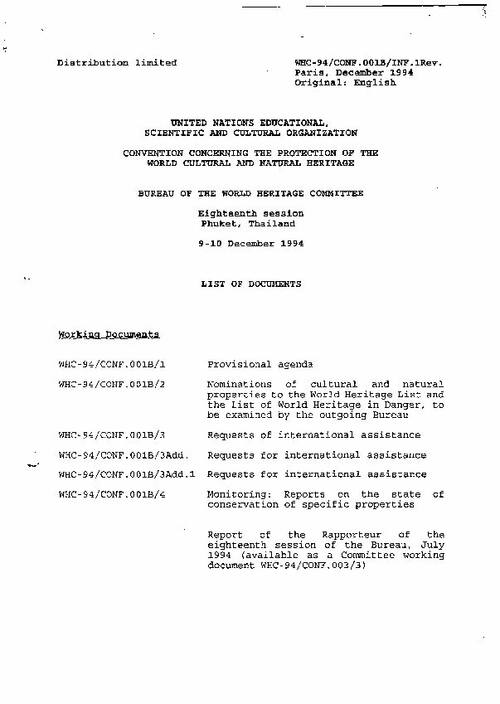 Distribution limited
WHC-94/CONF.001B/INF.1Rev.
Paris, December 1994
Original: English
UNITED NATIONS EDUCATIONAL,
SCIENTIFIC AND CULTURAL ORGANIZATION
CONVENTION CONCERNING THE PROTECTION OF THE
WORLD CULTURAL AND NATURAL HERITAGE
BUREAU OF THE WORLD HERITAGE COMMITTEE
Eighteenth session
Phuket, Thailand
9-10 December 1994
LIST OF DOCUMENTS
Working Documents
WHC-94/CONF.001B/1 Provisional agenda
WHC-94/CONF.001B/2 Nominations of cultural and natural
properties to the World Heritage List and
the List of World Heritage in Danger, to
be examined by the outgoing Bureau
WHC-94/CONF.001B/3 Requests of international assistance
WHC-94/CONF.001B/3Add. Requests for international assistance
WHC-94/CONF.001B/3Add.1 Requests for international assistance
WHC-94/CONF.001B/4 Monitoring: Reports on the state of
conservation of specific properties
Report of the Rapporteur of the
eighteenth session of the Bureau, July
1994 (available as a Committee working
document WHC-94/CONF.003/3)